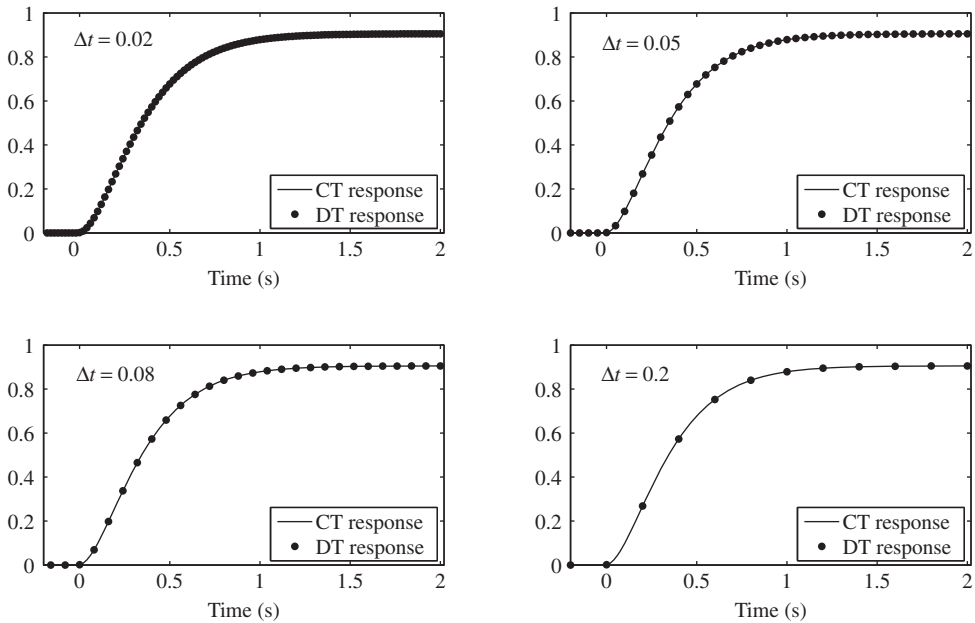 1
0.8
0.6
0.4
0.2
0
Δt = 0.02
CT response
DT response
0 0.5 1 1.5 2
Time (s)
1
0.8
0.6
0.4
0.2
0
Δt = 0.05
CT response
DT response
0 0.5 1 1.5 2
Time (s)
1
0.8
0.6
0.4
0.2
0
Δt = 0.08
CT response
DT response
0 0.5 1 1.5 2
Time (s)
1
0.8
0.6
0.4
0.2
0
Δt = 0.2
CT response
DT response
0 0.5 1 1.5 2
Time (s)